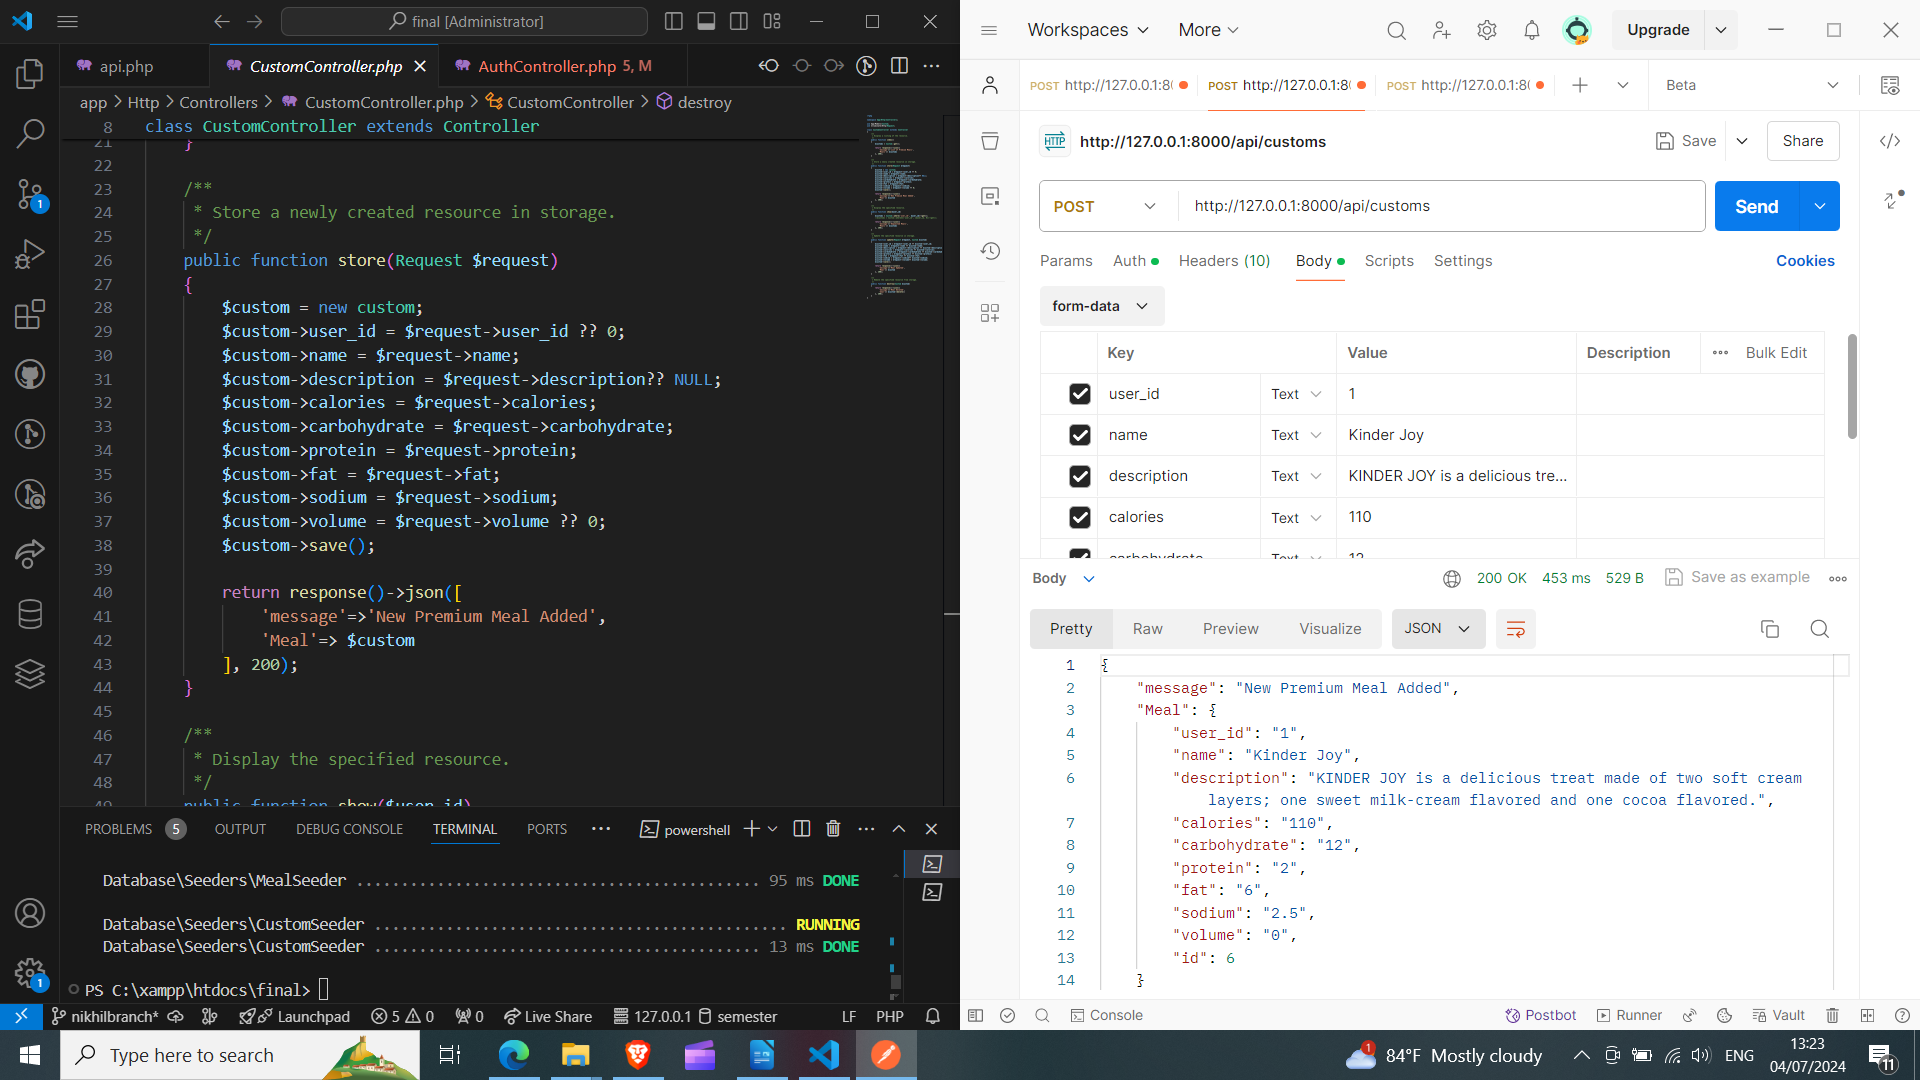 final [Administrator]
api.php
CustomController.php
AuthController.php 5, M
app > Http > Controllers > CustomController.php > CustomController > destroy
8 class CustomController extends Controller
21 }
22
23 /**
24 * Store a newly created resource in storage.
25 */
26 public function store(Request $request)
27 {
28 $custom = new custom;
29 $custom->user_id = $request->user_id ?? 0;
30 $custom->name = $request->name;
31 $custom->description = $request->description?? NULL;
32 $custom->calories = $request->calories;
33 $custom->carbohydrate = $request->carbohydrate;
34 $custom->protein = $request->protein;
35 $custom->fat = $request->fat;
36 $custom->sodium = $request->sodium;
37 $custom->volume = $request->volume ?? 0;
38 $custom->save();
39
40 return response()->json([
41 'message'=>'New Premium Meal Added',
42 'Meal'=> $custom
43 ], 200);
44 }
45
46 /**
47 * Display the specified resource.
48 */
49 public function show($user_id)
PROBLEMS 5 OUTPUT DEBUG CONSOLE TERMINAL PORTS ··· powershell
Database\Seeders\MealSeeder ............................................. 95 ms DONE
Database\Seeders\CustomSeeder ............................................... RUNNING
Database\Seeders\CustomSeeder ........................................... 13 ms DONE
PS C:\xampp\htdocs\final>
1
1
nikhilbranch* Launchpad 5 0 0 Live Share 127.0.0.1 semester LF PHP
Workspaces More Upgrade
POST http://127.0.0.1:8( POST http://127.0.0.1:8( POST http://127.0.0.1:8( Beta
HTTP http://127.0.0.1:8000/api/customs Save Share
POST http://127.0.0.1:8000/api/customs Send
Params Auth Headers (10) Body Scripts Settings Cookies
form-data
Key Value Description Bulk Edit
user_id Text 1
name Text Kinder Joy
description Text KINDER JOY is a delicious tre...
calories Text 110
carbohydrate Text 12
Body 200 OK 453 ms 529 B Save as example
Pretty Raw Preview Visualize JSON
1 {
2 "message": "New Premium Meal Added",
3 "Meal": {
4 "user_id": "1",
5 "name": "Kinder Joy",
6 "description": "KINDER JOY is a delicious treat made of two soft cream
layers; one sweet milk-cream flavored and one cocoa flavored.",
7 "calories": "110",
8 "carbohydrate": "12",
9 "protein": "2",
10 "fat": "6",
11 "sodium": "2.5",
12 "volume": "0",
13 "id": 6
14 }
Console Postbot Runner Vault
Type here to search
1 84°F Mostly cloudy ENG 13:23
04/07/2024 11